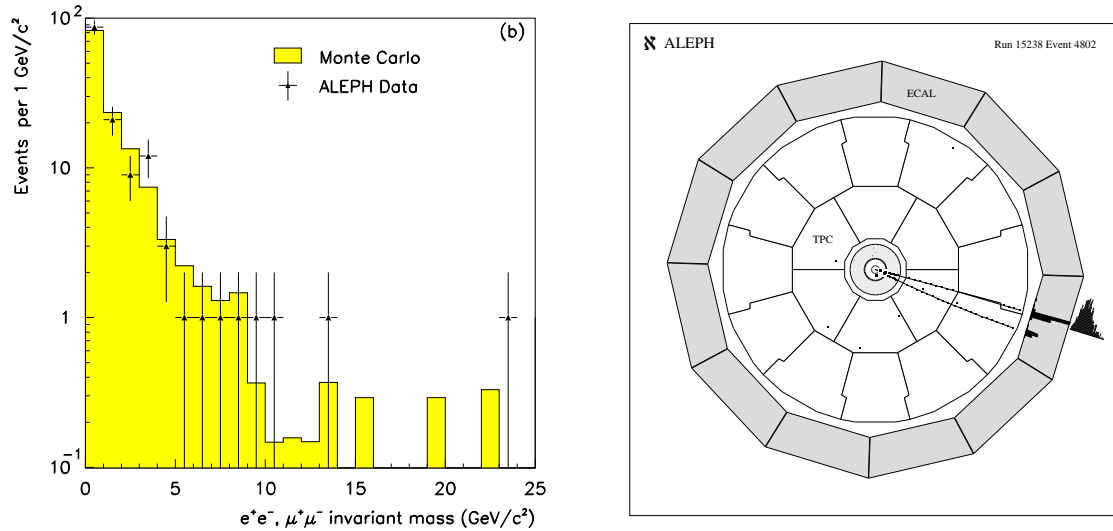 10²
10
1
10⁻¹
Events per 1 GeV/c²
(b)
Monte Carlo
ALEPH Data
0 5 10 15 20 25
e⁺e⁻, μ⁺μ⁻ invariant mass (GeV/c²)
ℵ ALEPH
Run 15238 Event 4802
ECAL
TPC